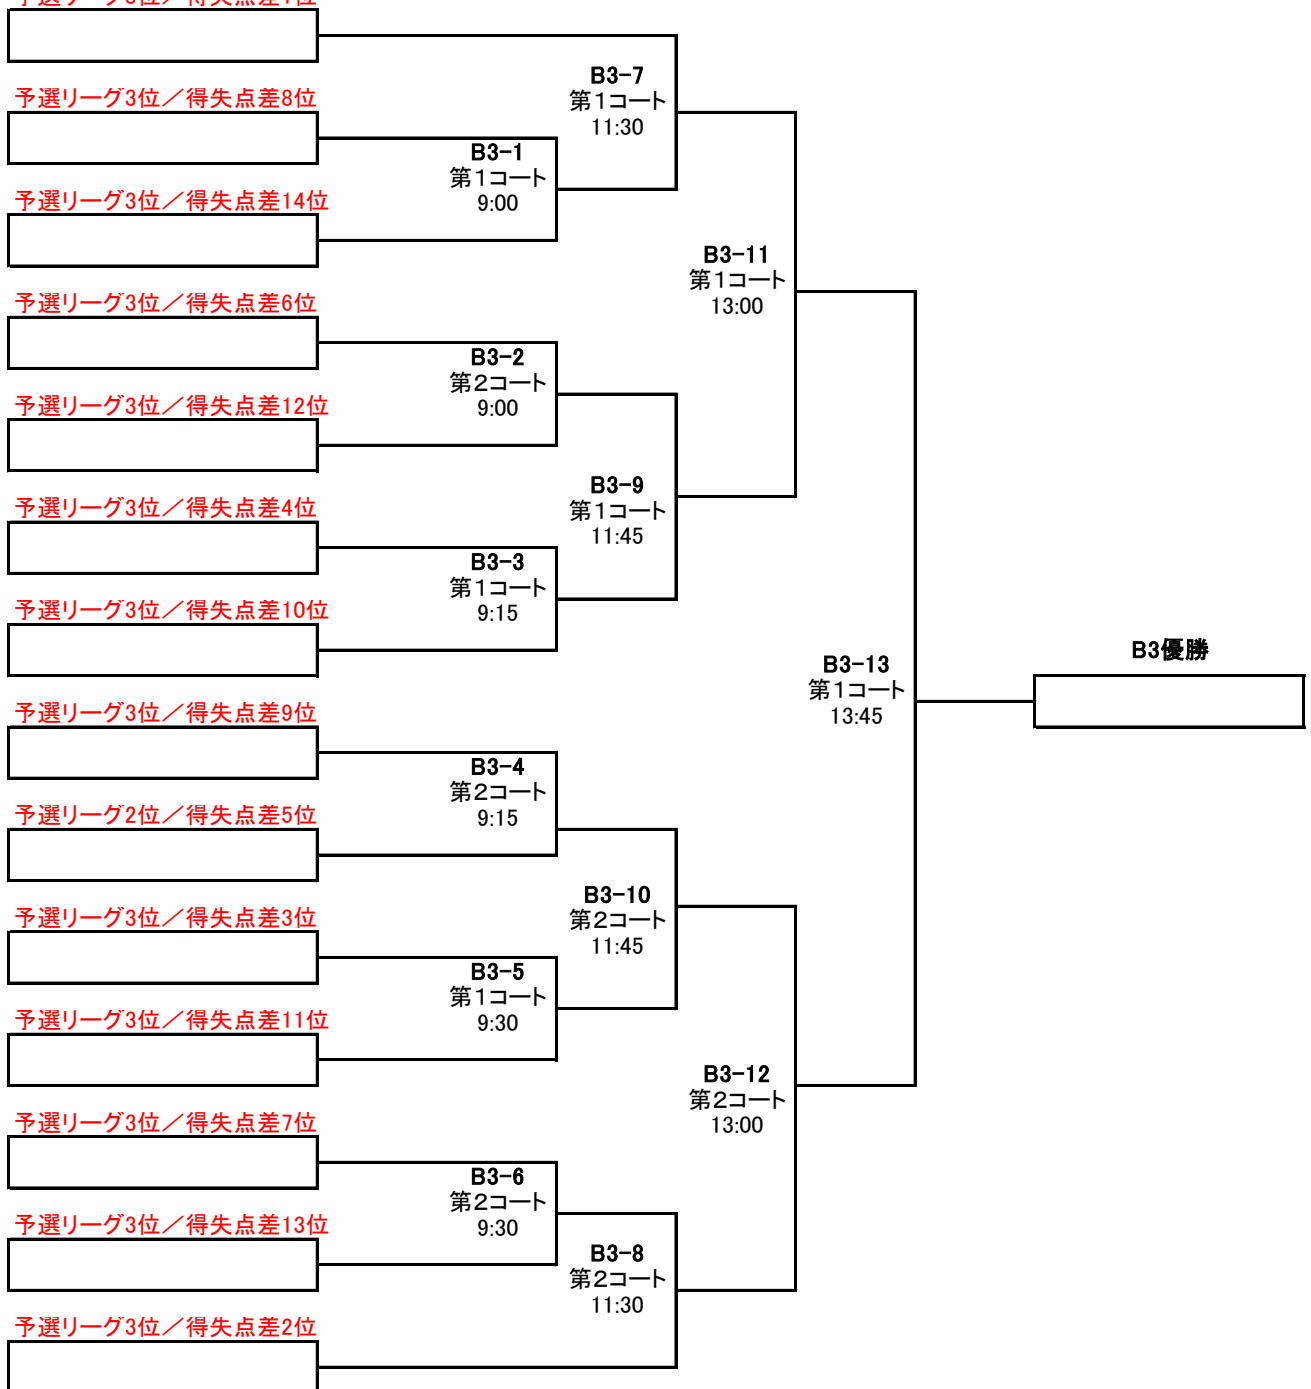 予選リーグ3位／得失点差1位
B3-7
第1コート
11:30
予選リーグ3位／得失点差8位
B3-1
第1コート
9:00
予選リーグ3位／得失点差14位
B3-11
第1コート
13:00
予選リーグ3位／得失点差6位
B3-2
第2コート
9:00
予選リーグ3位／得失点差12位
B3-9
第1コート
11:45
予選リーグ3位／得失点差4位
B3-3
第1コート
9:15
予選リーグ3位／得失点差10位
B3-13
第1コート
13:45
B3優勝
予選リーグ3位／得失点差9位
B3-4
第2コート
9:15
予選リーグ2位／得失点差5位
B3-10
第2コート
11:45
予選リーグ3位／得失点差3位
B3-5
第1コート
9:30
予選リーグ3位／得失点差11位
B3-12
第2コート
13:00
予選リーグ3位／得失点差7位
B3-6
第2コート
9:30
予選リーグ3位／得失点差13位
B3-8
第2コート
11:30
予選リーグ3位／得失点差2位